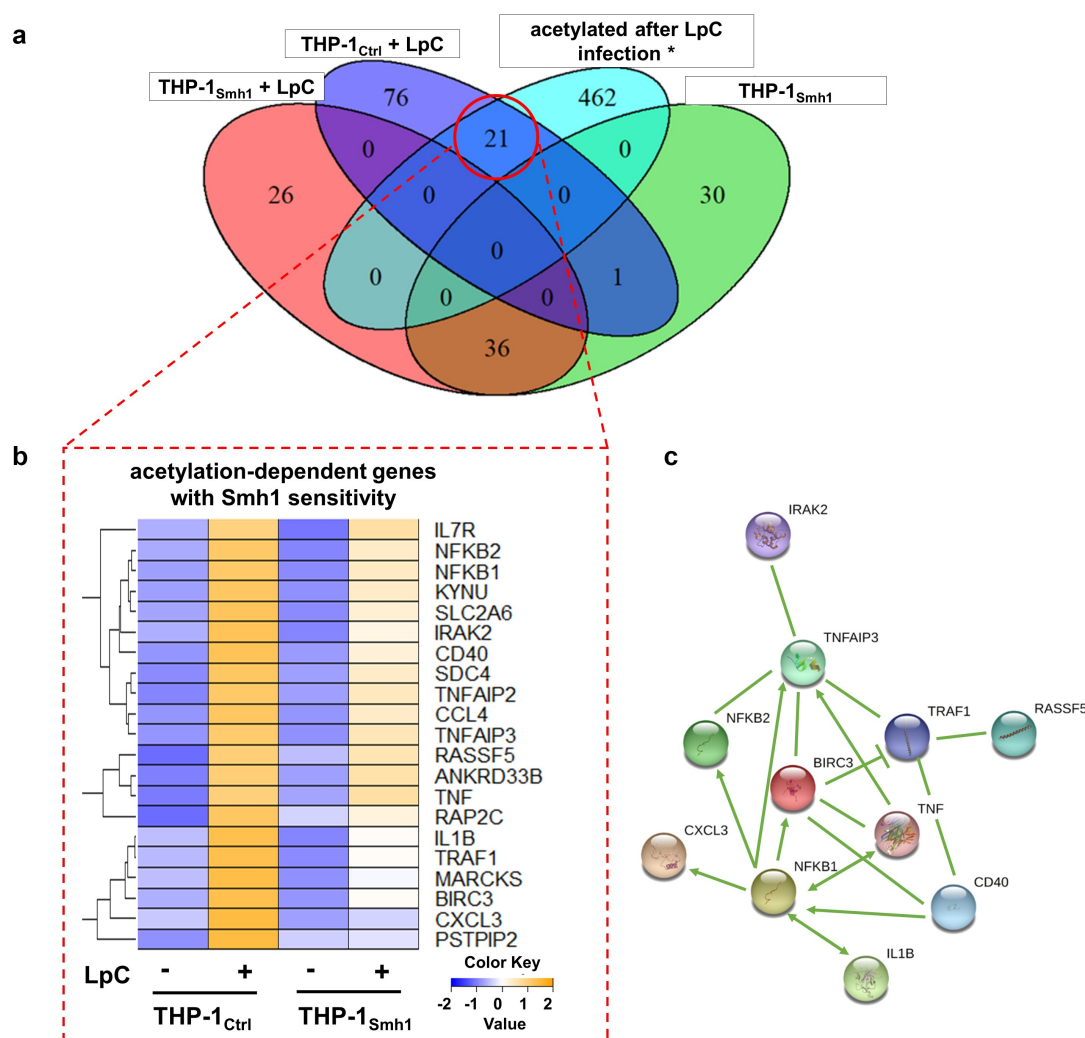 a
THP-1Ctrl + LpC
acetylated after LpC
infection *
THP-1Smh1 + LpC
THP-1Smh1
76
462
21
0
0
26
0
0
30
0
0
1
0
0
36
b
acetylation-dependent genes
with Smh1 sensitivity
IL7R
NFKB2
NFKB1
KYNU
SLC2A6
IRAK2
CD40
SDC4
TNFAIP2
CCL4
TNFAIP3
RASSF5
ANKRD33B
TNF
RAP2C
IL1B
TRAF1
MARCKS
BIRC3
CXCL3
PSTPIP2
LpC - + - +
THP-1Ctrl THP-1Smh1
Color Key
-2 -1 0 1 2
Value
c
IRAK2
TNFAIP3
NFKB2
TRAF1
RASSF5
BIRC3
TNF
CXCL3
NFKB1
CD40
IL1B